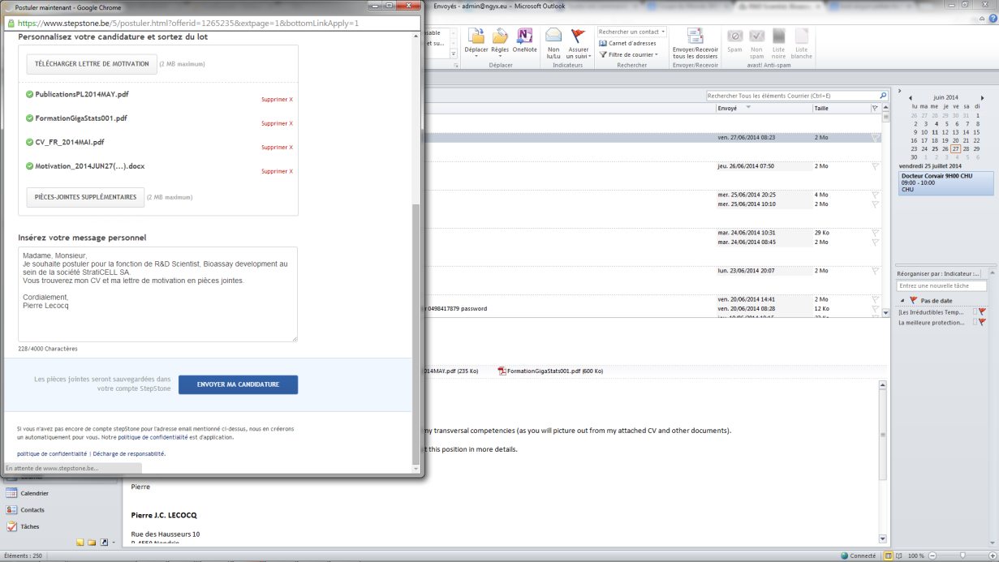 Postuler maintenant - Google Chrome
https://www.stepstone.be/5/postuler.html?offerid=1265235&extpage=1&bottomLinkApply=1
Personnalisez votre candidature et sortez du lot
TÉLÉCHARGER LETTRE DE MOTIVATION (2 MB maximum)
PublicationsPL2014MAY.pdf
Supprimer X
FormationGigaStats001.pdf
Supprimer X
CV_FR_2014MAI.pdf
Supprimer X
Motivation_2014JUN27(...).docx
Supprimer X
PIÈCES-JOINTES SUPPLÉMENTAIRES (2 MB maximum)
Insérez votre message personnel
Madame, Monsieur,
Je souhaite postuler pour la fonction de R&D Scientist, Bioassay development au
sein de la société StratiCELL SA.
Vous trouverez mon CV et ma lettre de motivation en pièces jointes.
Cordialement,
Pierre Lecocq
228/4000 Charactères
Les pièces jointes seront sauvegardées dans
votre compte StepStone
ENVOYER MA CANDIDATURE
Si vous n'avez pas encore de compte stepStone pour l'adresse email mentionné ci-dessus, nous en créerons
un automatiquement pour vous. Notre politique de confidentialité est d'application.
politique de confidentialité | Décharge de responsabilité.
En attente de www.stepstone.be...
Envoyés - admin@ngyx.eu - Microsoft Outlook
et su...
Déplacer
Règles
OneNote
Déplacer
Non
lu/Lu
Assurer
un suivi
Indicateurs
Rechercher un contact
Carnet d'adresses
Filtre de courrier
Rechercher
Envoyer/Recevoir
tous les dossiers
Envoyer/Recevoir
Spam
Non
spam
Liste
noire
Liste
blanche
avast! Anti-spam
Rechercher Tous les éléments Courrier (Ctrl+E)
Envoyé
Taille
ven. 27/06/2014 08:23 2 Mo
jeu. 26/06/2014 07:50 2 Mo
mer. 25/06/2014 20:25 4 Mo
mer. 25/06/2014 10:10 2 Mo
mar. 24/06/2014 10:31 29 Ko
mar. 24/06/2014 08:45 2 Mo
lun. 23/06/2014 20:07 2 Mo
ven. 20/06/2014 14:41 2 Mo
0498417879 password ven. 20/06/2014 08:28 12 Ko
014MAY.pdf (235 Ko) FormationGigaStats001.pdf (600 Ko)
my transversal competencies (as you will picture out from my attached CV and other documents).
this position in more details.
Pierre
Pierre J.C. LECOCQ
Rue des Hausseurs 10
juin 2014
lu ma me je ve sa di
26 27 28 29 30 31 1
2 3 4 5 6 7 8
9 10 11 12 13 14 15
16 17 18 19 20 21 22
23 24 25 26 27 28 29
30 1 2 3 4 5 6
vendredi 25 juillet 2014
Docteur Corvair 9H00 CHU
09:00 - 10:00
CHU
Réorganiser par : Indicateur :...
Entrez une nouvelle tâche
Pas de date
[Les Irréductibles Temp...
La meilleure protection...
Calendrier
Contacts
Tâches
Éléments : 250
Connecté
100 %